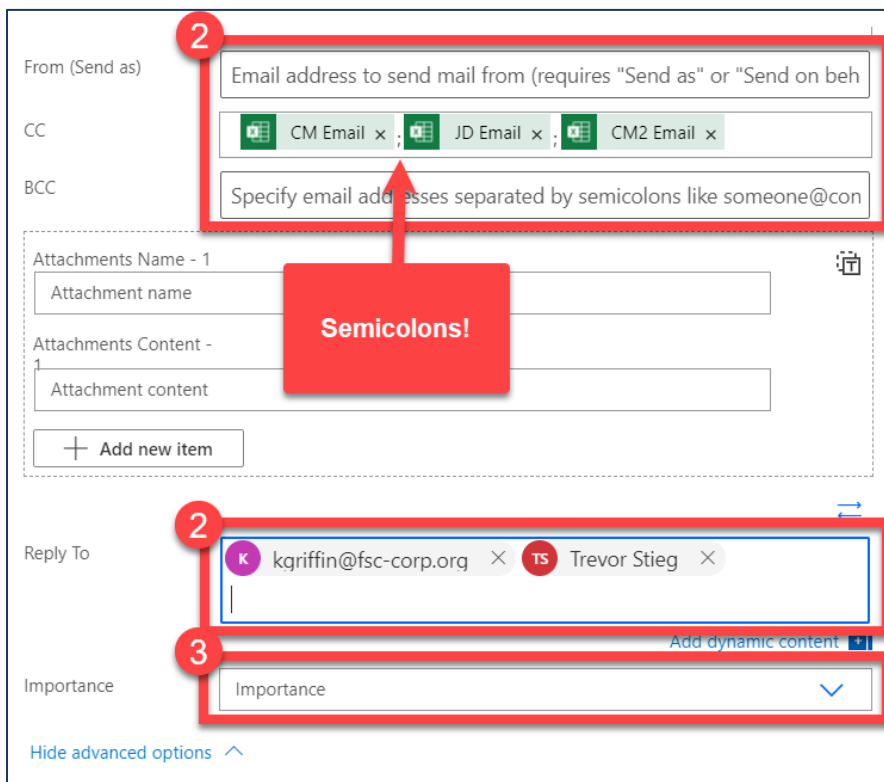 2
From (Send as)
Email address to send mail from (requires "Send as" or "Send on beh
CC
CM Email × ; JD Email × ; CM2 Email ×
BCC
Specify email addresses separated by semicolons like someone@con
Attachments Name - 1
Attachment name
Semicolons!
Attachments Content -
1
Attachment content
Add new item
2
Reply To
K kgriffin@fsc-corp.org × TS Trevor Stieg ×
Add dynamic content +
3
Importance
Importance
Hide advanced options